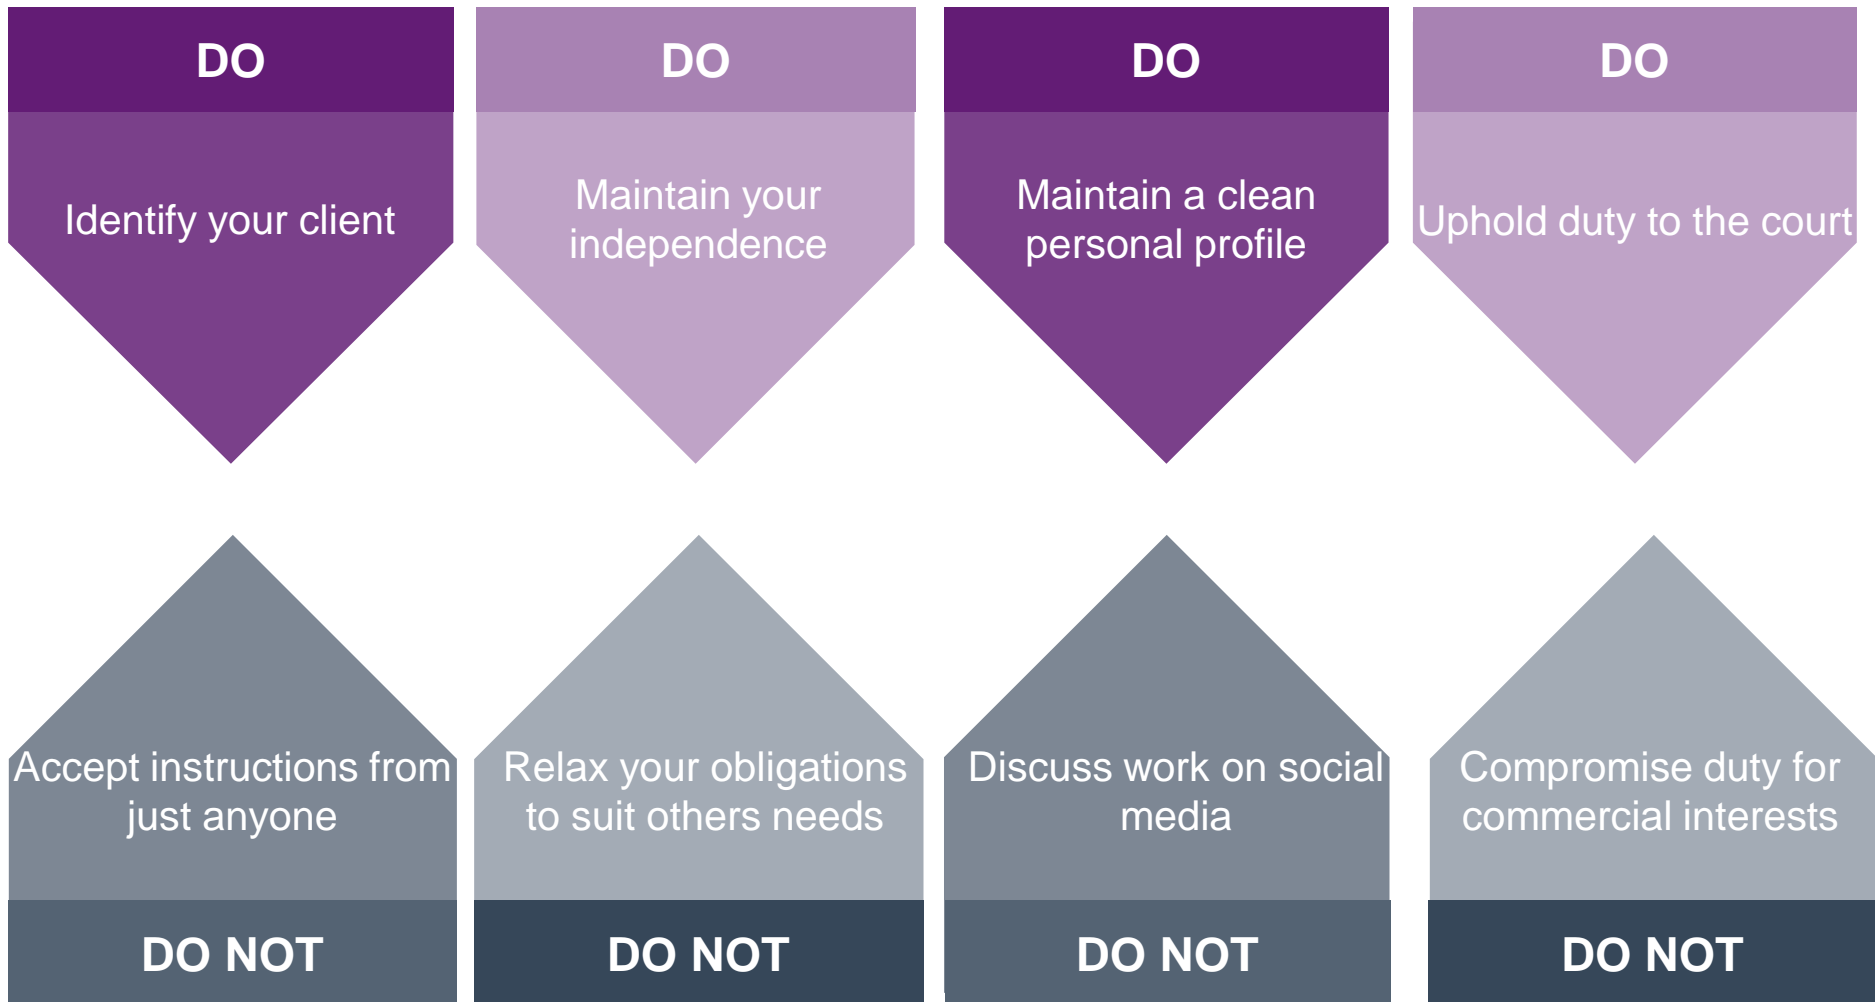 DO
Identify your client
DO
Maintain your
independence
DO
Maintain a clean
personal profile
DO
Uphold duty to the court
Accept instructions from
just anyone
DO NOT
Relax your obligations
to suit others needs
DO NOT
Discuss work on social
media
DO NOT
Compromise duty for
commercial interests
DO NOT